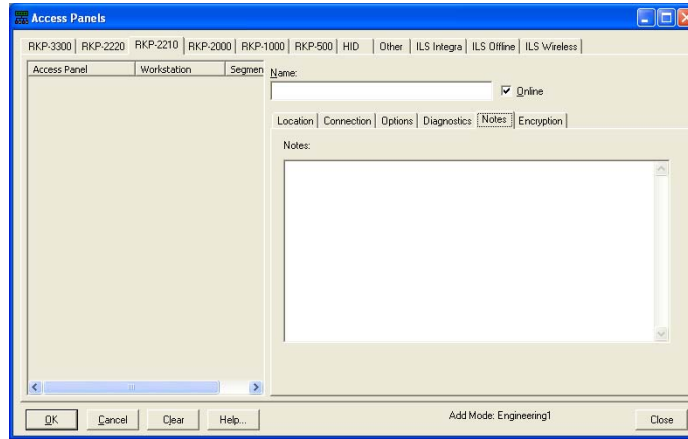 Access Panels
RKP-3300 RKP-2220 RKP-2210 RKP-2000 RKP-1000 RKP-500 HID Other ILS Integra ILS Offline ILS Wireless
Access Panel Workstation Segmen
Name:
Online
Location Connection Options Diagnostics Notes Encryption
Notes:
OK Cancel Clear Help... Add Mode: Engineering1 Close